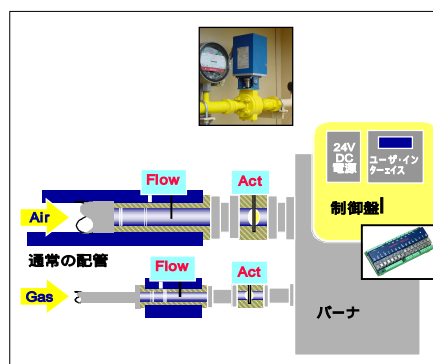 24V
DC
電源
ユーザ・イン
ターェイス
制御盤
Flow
Act
Air
通常の配管
Flow
Act
Gas
バーナ